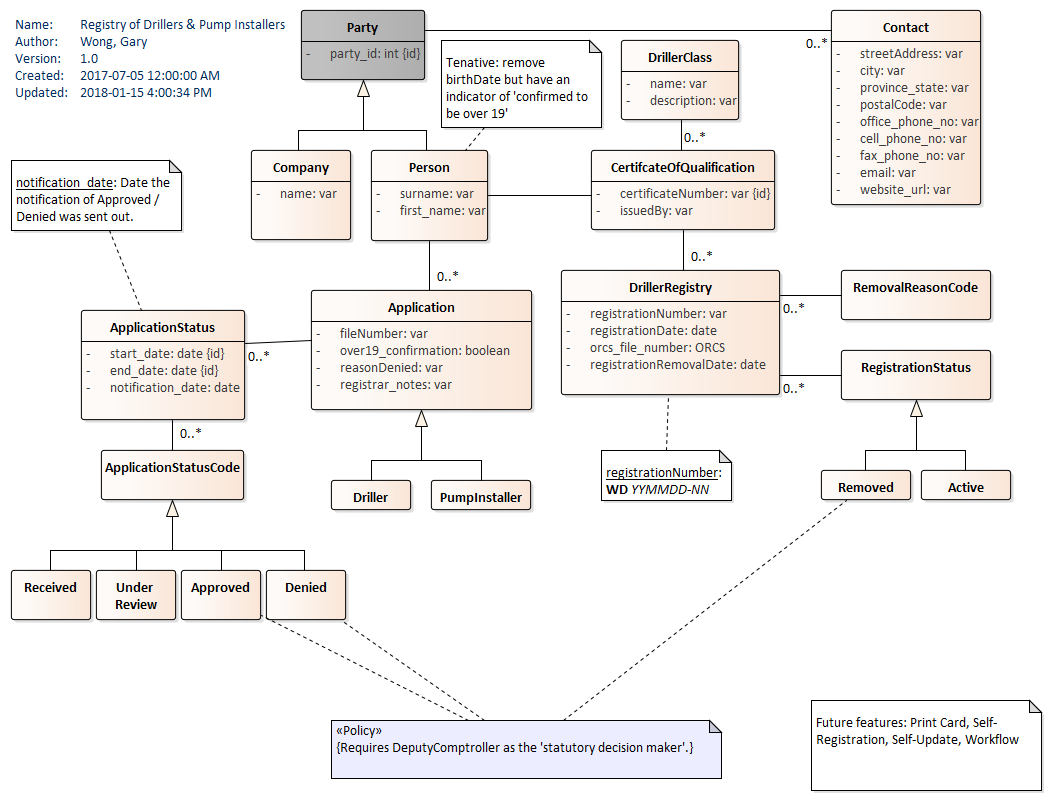 Name: Registry of Drillers & Pump Installers
Author: Wong, Gary
Version: 1.0
Created: 2017-07-05 12:00:00 AM
Updated: 2018-01-15 4:00:34 PM
Party
- party_id: int {id}
0..*
Contact
- streetAddress: var
- city: var
- province_state: var
- postalCode: var
- office_phone_no: var
- cell_phone_no: var
- fax_phone_no: var
- email: var
- website_url: var
Tenative: remove
birthDate but have an
indicator of 'confirmed to
be over 19'
DrillerClass
- name: var
- description: var
0..*
notification_date: Date the
notification of Approved /
Denied was sent out.
Company
- name: var
Person
- surname: var
- first_name: var
CertifcateOfQualification
- certificateNumber: var {id}
- issuedBy: var
0..*
0..*
ApplicationStatus
- start_date: date {id}
- end_date: date {id}
- notification_date: date
0..*
Application
- fileNumber: var
- over19_confirmation: boolean
- reasonDenied: var
- registrar_notes: var
DrillerRegistry
- registrationNumber: var
- registrationDate: date
- orcs_file_number: ORCS
- registrationRemovalDate: date
0..*
RemovalReasonCode
0..*
RegistrationStatus
0..*
ApplicationStatusCode
Driller
PumpInstaller
registrationNumber:
WD YYMMDD-NN
Removed
Active
Received
Under
Review
Approved
Denied
«Policy»
{Requires DeputyComptroller as the 'statutory decision maker'.}
Future features: Print Card, Self-
Registration, Self-Update, Workflow